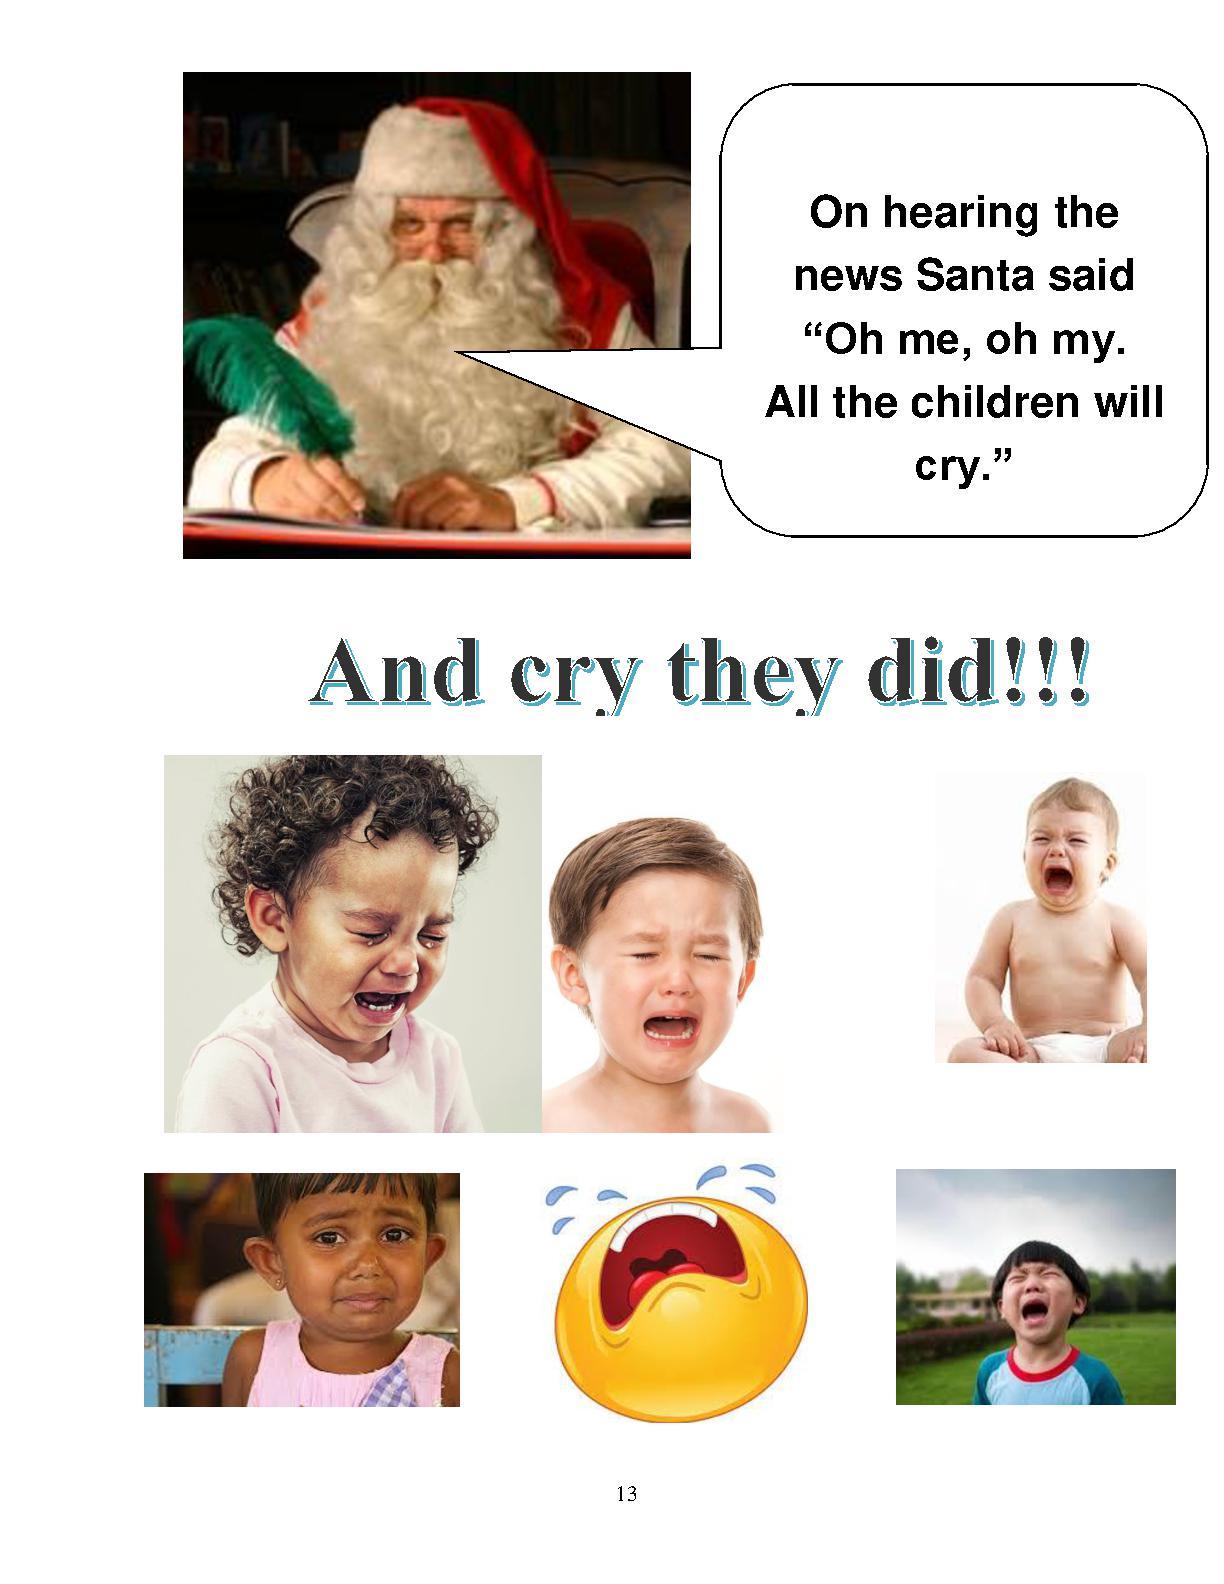 On hearing the
news Santa said
“Oh me, oh my.
All the children will
cry.”
And cry they did!!!
13